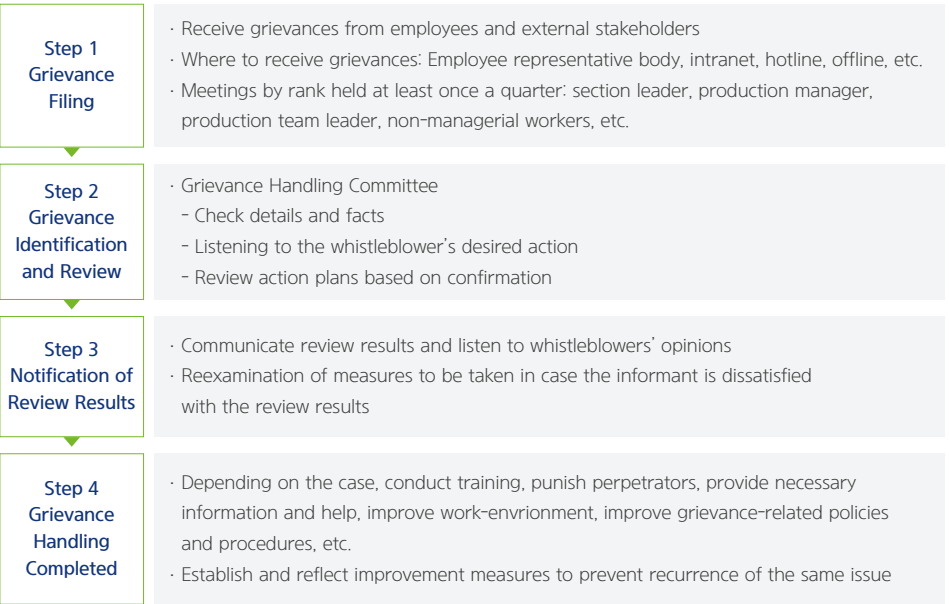 Step 1
Grievance
Filing
· Receive grievances from employees and external stakeholders
· Where to receive grievances: Employee representative body, intranet, hotline, offline, etc.
· Meetings by rank held at least once a quarter: section leader, production manager,
production team leader, non-managerial workers, etc.
Step 2
Grievance
Identification
and Review
· Grievance Handling Committee
- Check details and facts
- Listening to the whistleblower's desired action
- Review action plans based on confirmation
Step 3
Notification of
Review Results
· Communicate review results and listen to whistleblowers' opinions
· Reexamination of measures to be taken in case the informant is dissatisfied
with the review results
Step 4
Grievance
Handling
Completed
· Depending on the case, conduct training, punish perpetrators, provide necessary
information and help, improve work-envrionment, improve grievance-related policies
and procedures, etc.
· Establish and reflect improvement measures to prevent recurrence of the same issue